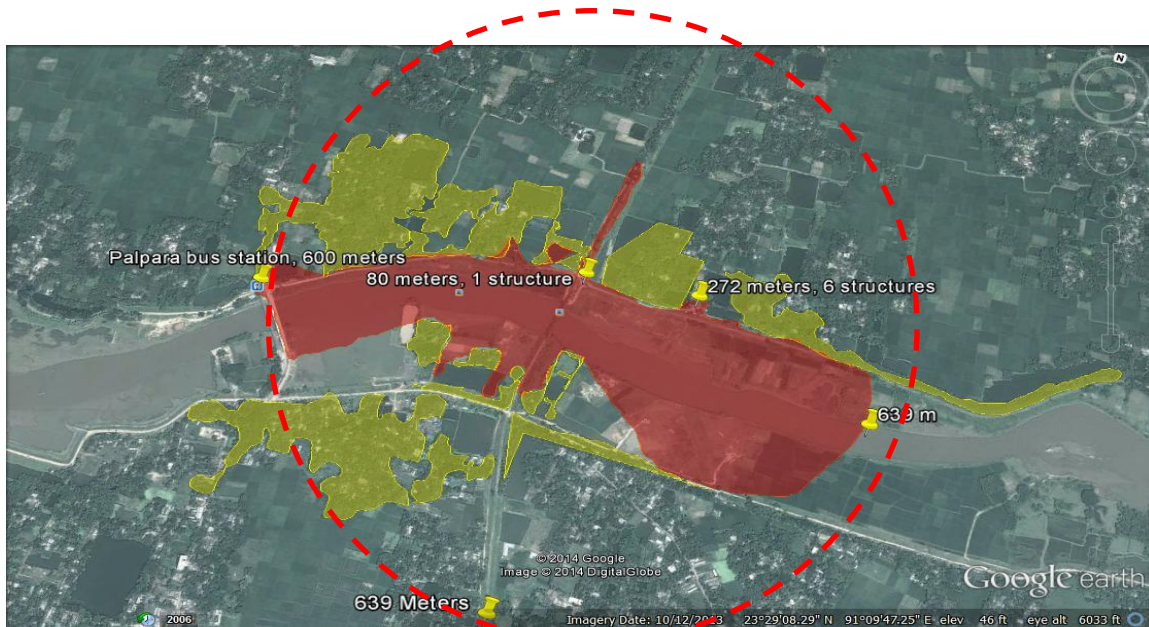 N
Palpara bus station, 600 meters
80 meters, 1 structure
272 meters, 6 structures
639 m
© 2014 Google
Image © 2014 DigitalGlobe
Google earth
639 Meters
2006
Imagery Date: 10/12/2013 23°29'08.29" N 91°09'47.25" E elev 46 ft eye alt 6033 ft